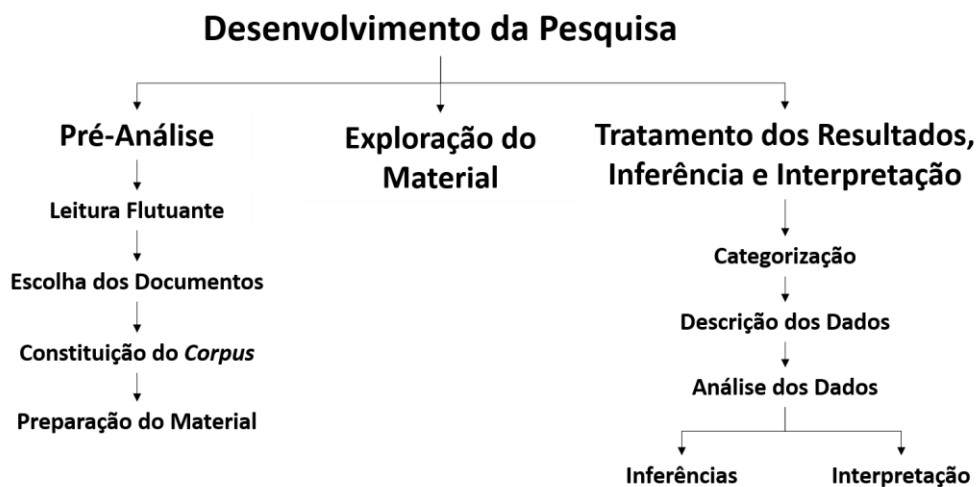 Desenvolvimento da Pesquisa
Pré-Análise
Leitura Flutuante
Escolha dos Documentos
Constituição do Corpus
Preparação do Material
Exploração do
Material
Tratamento dos Resultados,
Inferência e Interpretação
Categorização
Descrição dos Dados
Análise dos Dados
Inferências
Interpretação